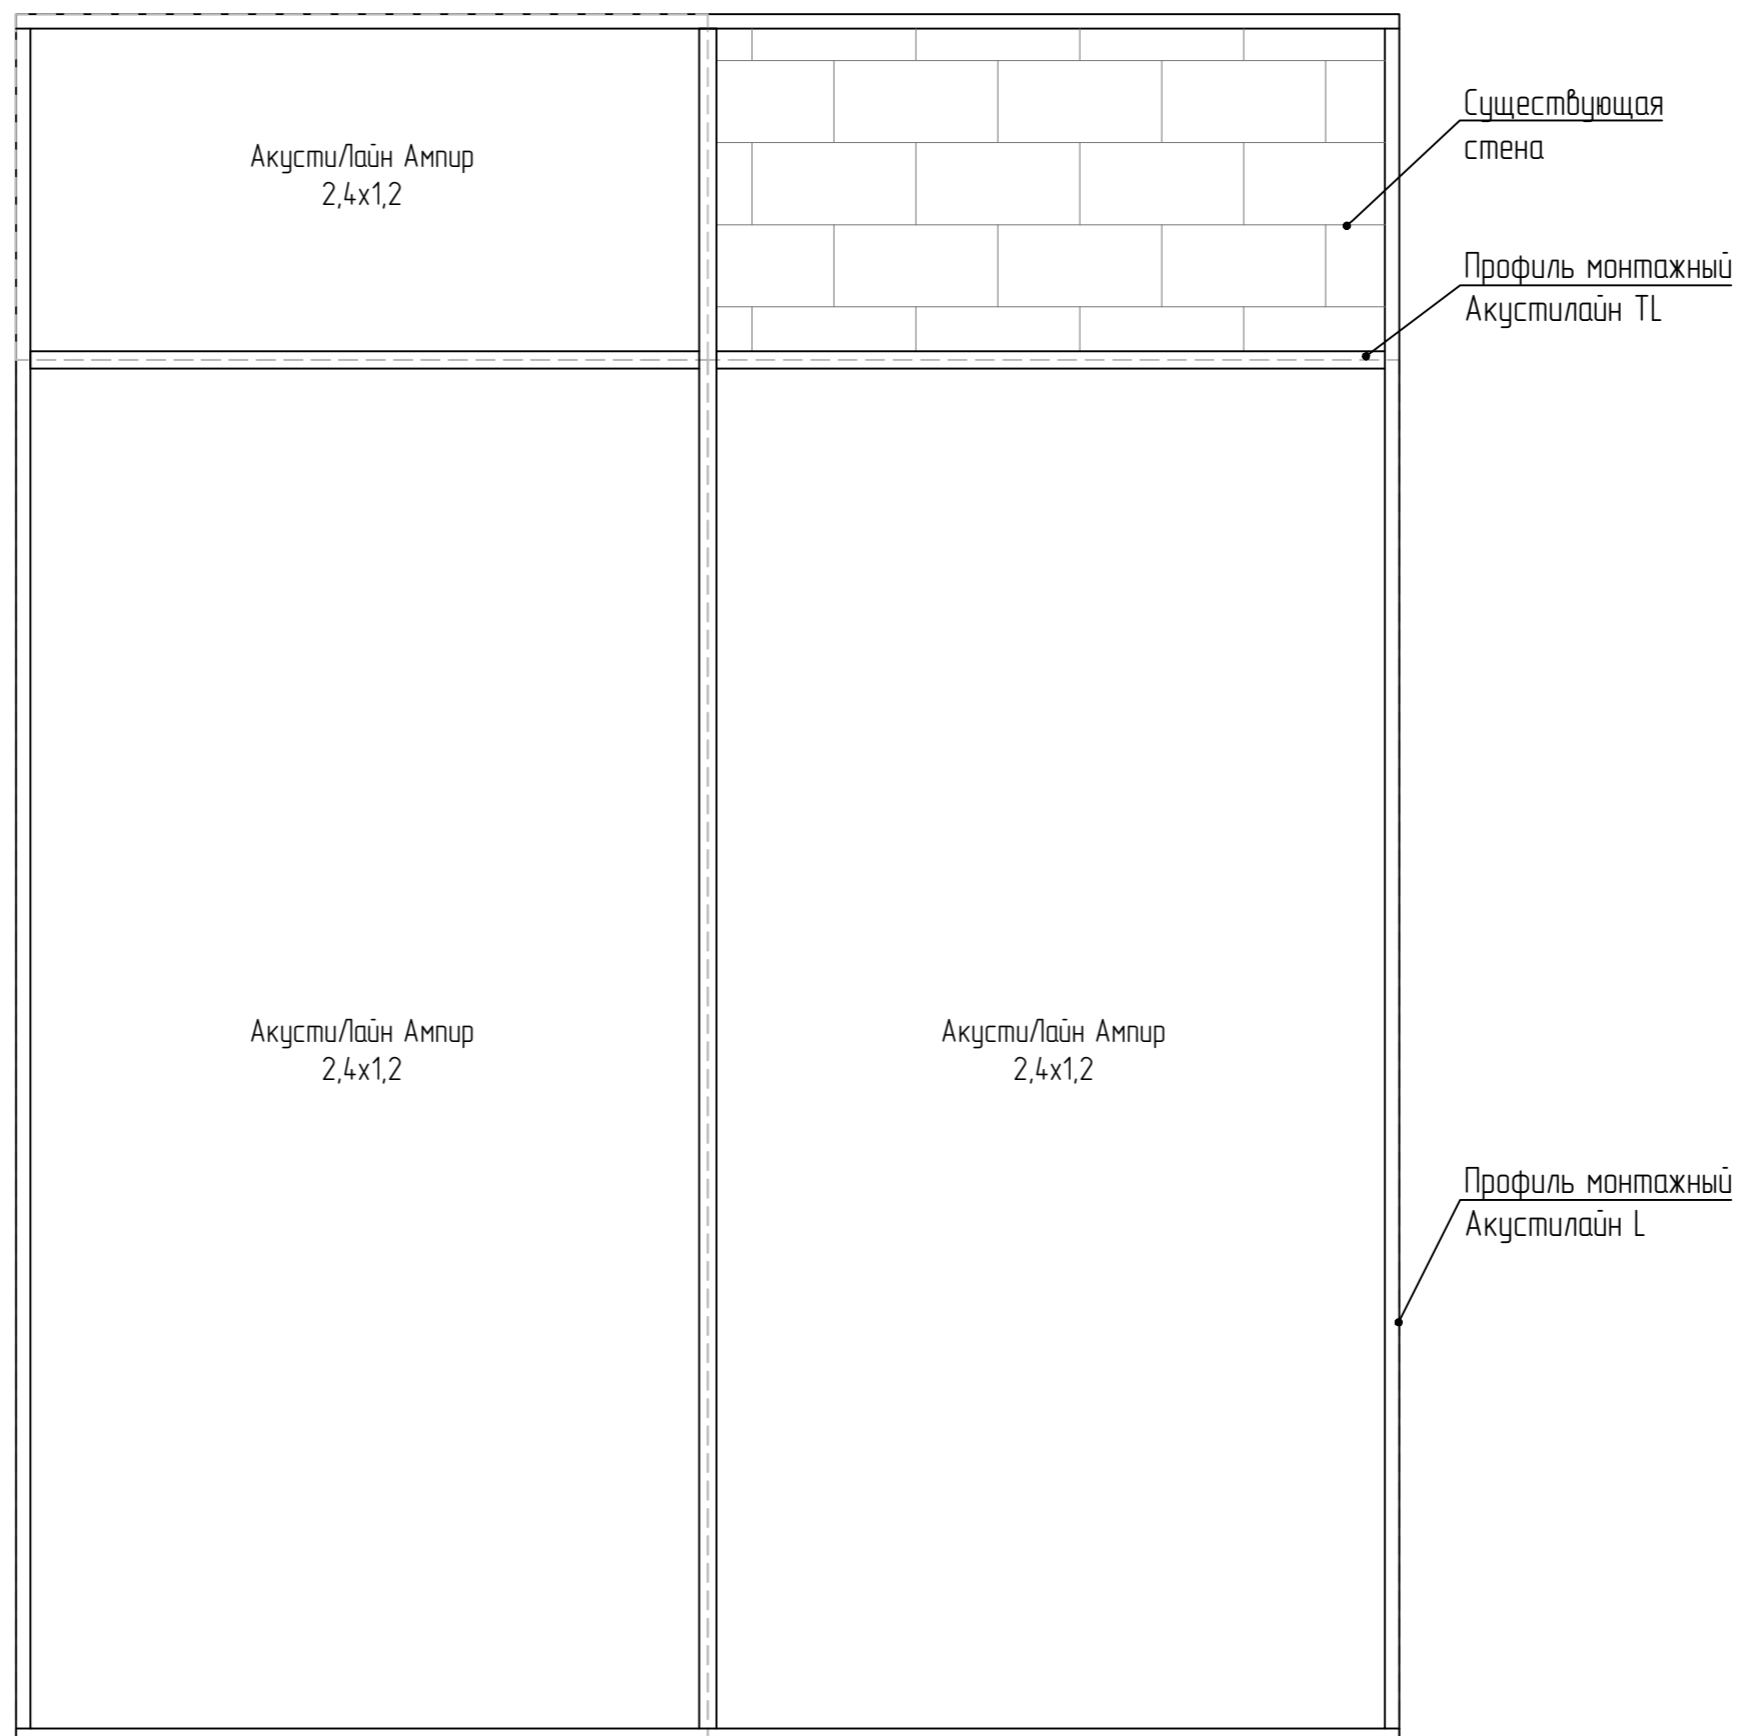 АкустиЛайн Ампир
2,4х1,2
Существующая
стена
Профиль монтажный
Акустилайн TL
АкустиЛайн Ампир
2,4х1,2
АкустиЛайн Ампир
2,4х1,2
Профиль монтажный
Акустилайн L